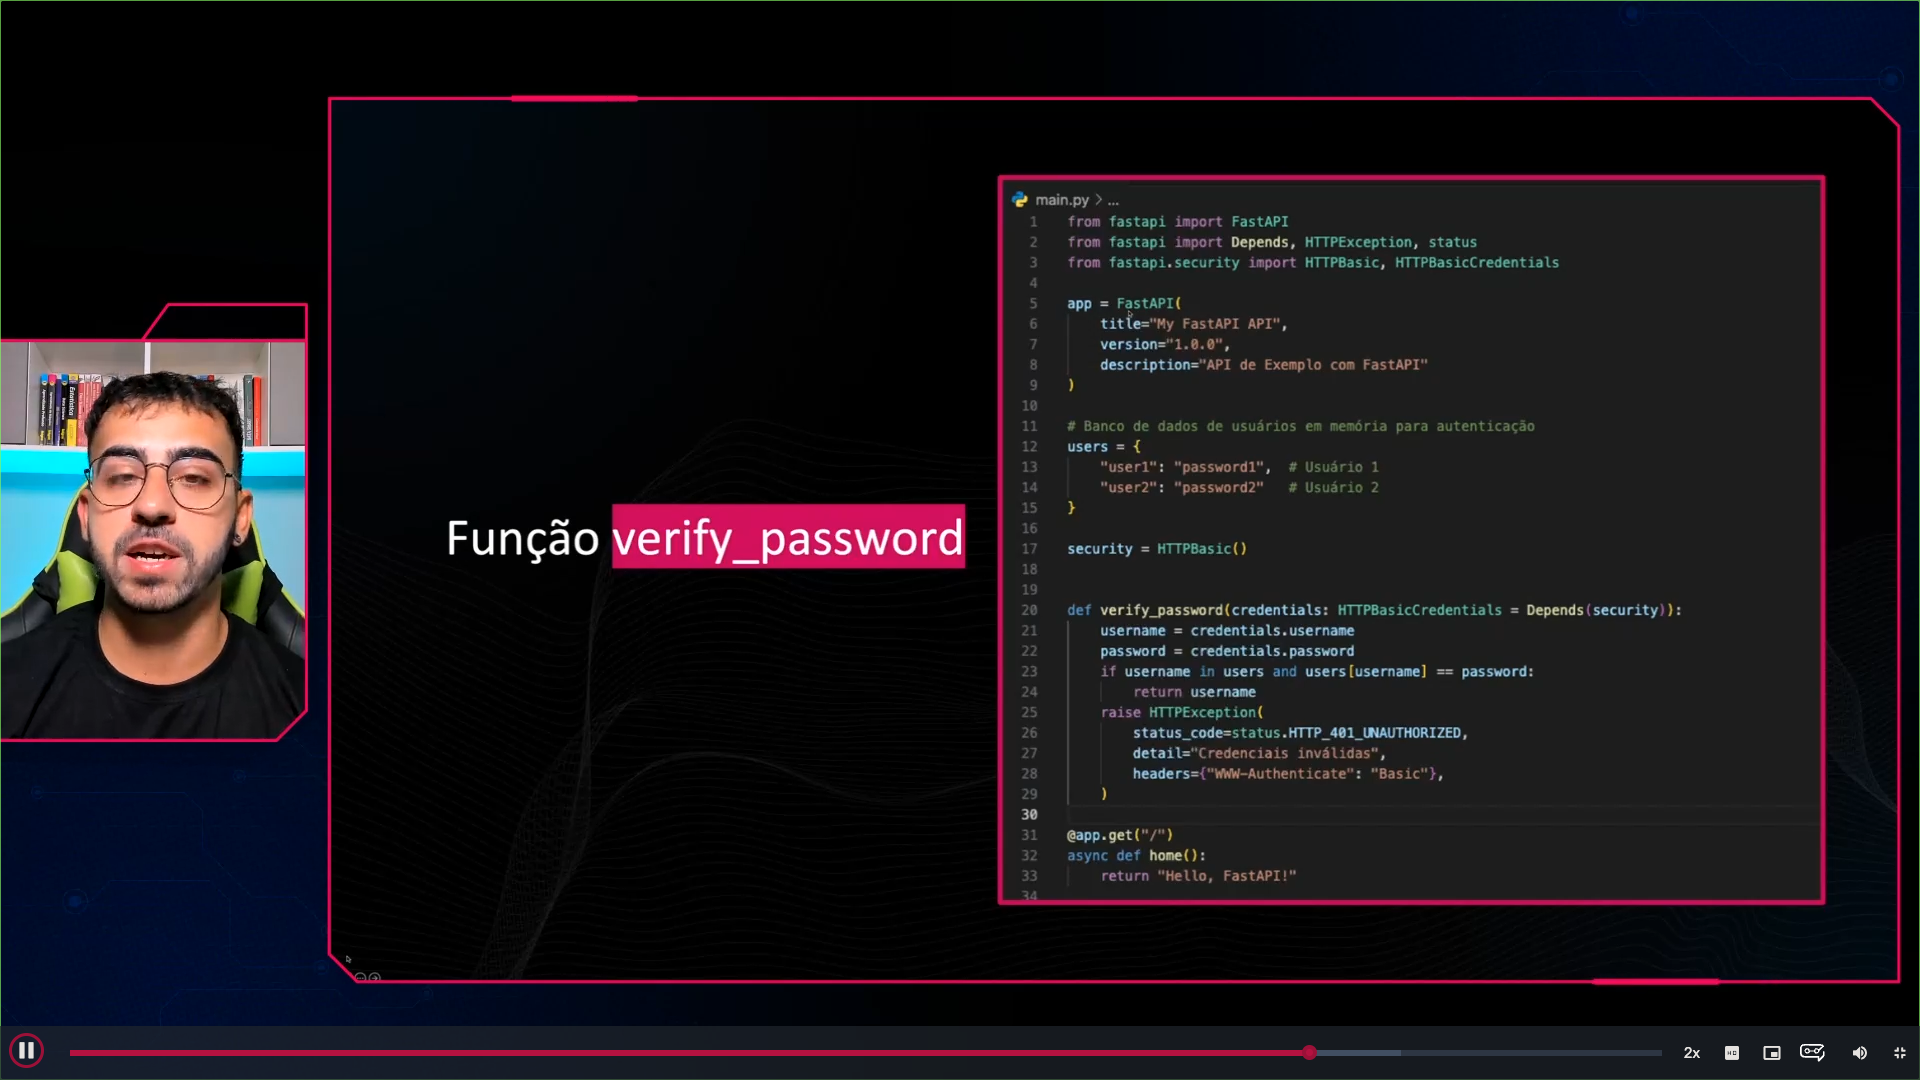 Função verify_password
main.py > ...
1 from fastapi import FastAPI
2 from fastapi import Depends, HTTPException, status
3 from fastapi.security import HTTPBasic, HTTPBasicCredentials
4
5 app = FastAPI(
6 title="My FastAPI API",
7 version="1.0.0",
8 description="API de Exemplo com FastAPI"
9 )
10
11 # Banco de dados de usuários em memória para autenticação
12 users = {
13 "user1": "password1", # Usuário 1
14 "user2": "password2" # Usuário 2
15 }
16
17 security = HTTPBasic()
18
19
20 def verify_password(credentials: HTTPBasicCredentials = Depends(security)):
21 username = credentials.username
22 password = credentials.password
23 if username in users and users[username] == password:
24 return username
25 raise HTTPException(
26 status_code=status.HTTP_401_UNAUTHORIZED,
27 detail="Credenciais inválidas",
28 headers={"WWW-Authenticate": "Basic"},
29 )
30
31 @app.get("/")
32 async def home():
33 return "Hello, FastAPI!"
34
2x
HD